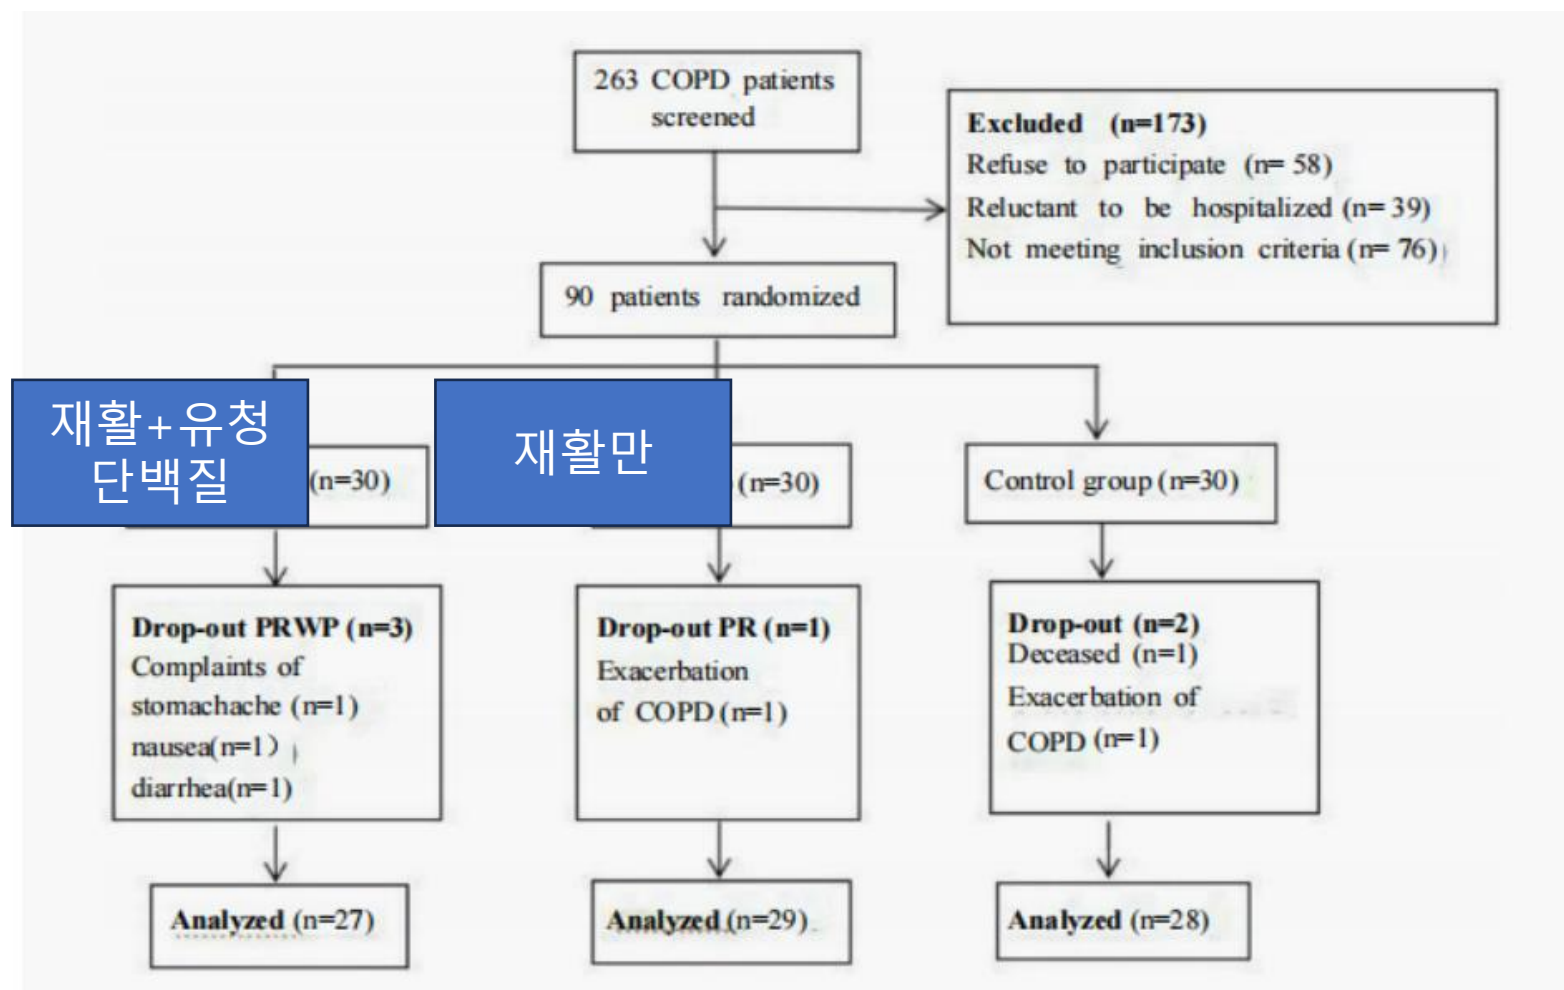 263 COPD patients
screened
Excluded (n=173)
Refuse to participate (n= 58)
Reluctant to be hospitalized (n= 39)
Not meeting inclusion criteria (n= 76)
90 patients randomized
재활+유청
단백질
(n=30)
재활만
(n=30)
Control group (n=30)
Drop-out PRWP (n=3)
Complaints of
stomachache (n=1)
nausea(n=1)
diarrhea(n=1)
Drop-out PR (n=1)
Exacerbation
of COPD (n=1)
Drop-out (n=2)
Deceased (n=1)
Exacerbation of
COPD (n=1)
Analyzed (n=27)
Analyzed (n=29)
Analyzed (n=28)